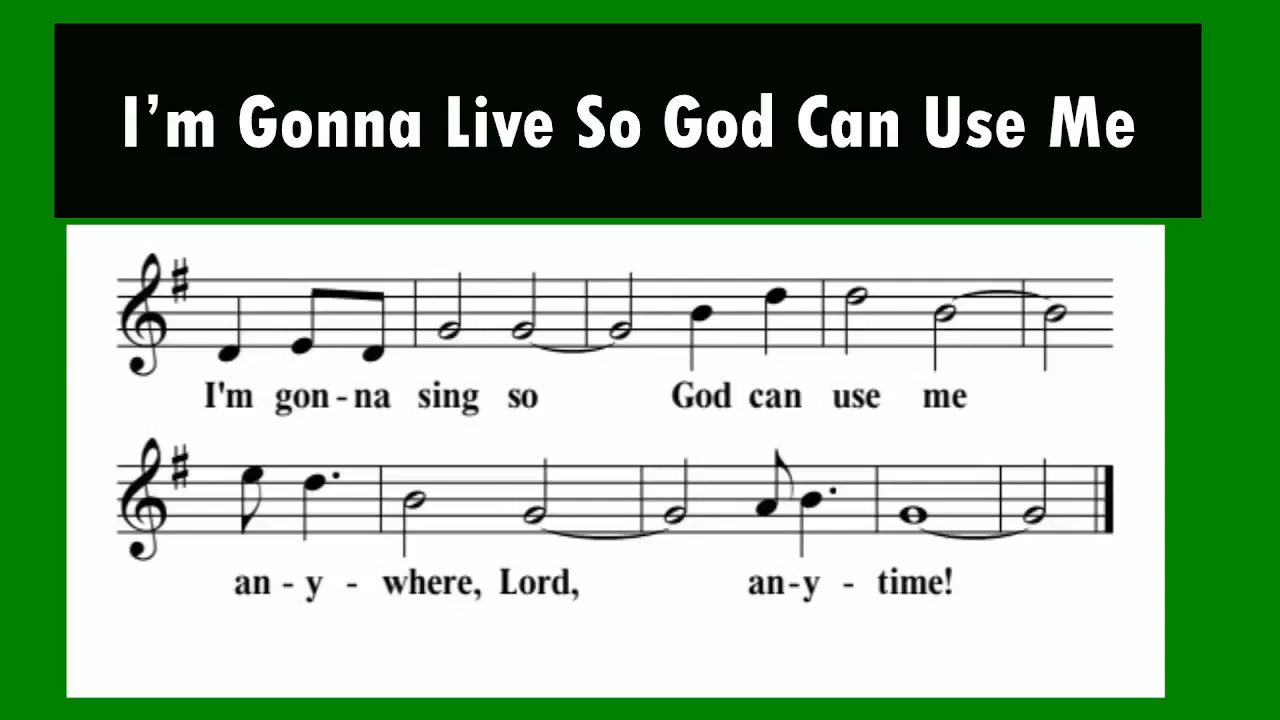 I’m Gonna Live So God Can Use Me
I'm gon - na sing so God can use me
an - y - where, Lord, an - y - time!